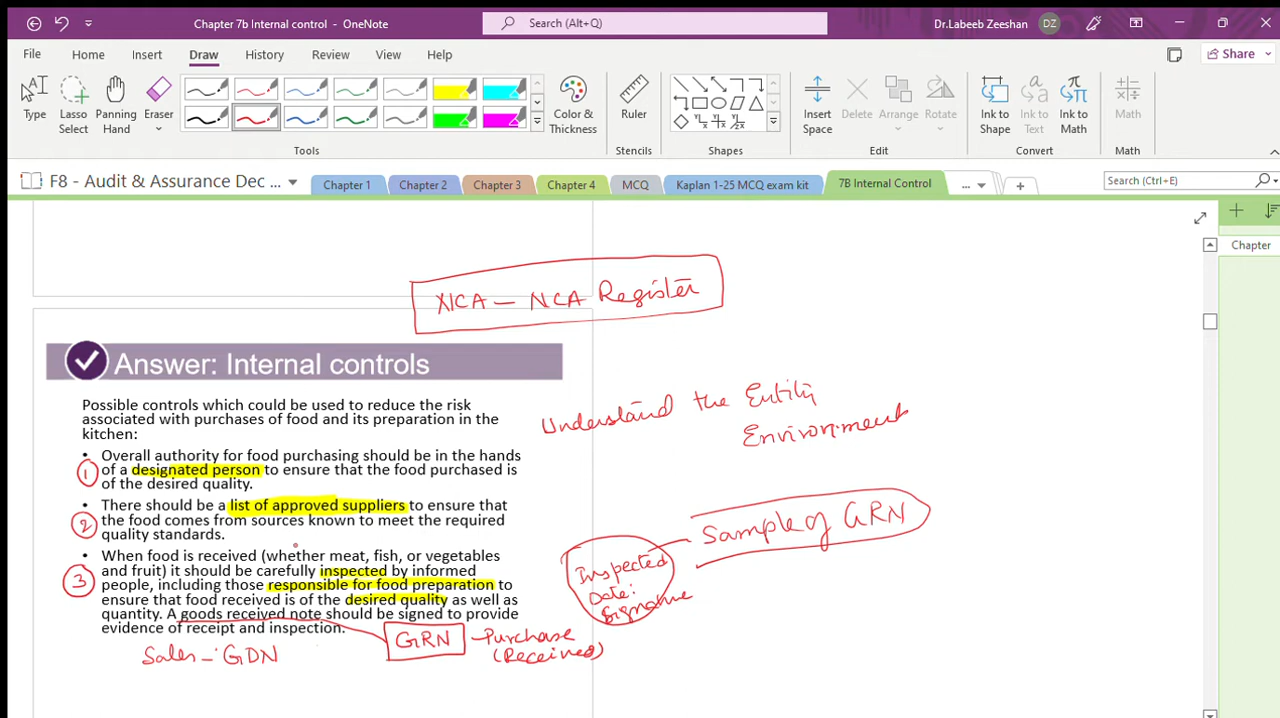 Chapter 7b Internal control - OneNote
Search (Alt+Q)
Dr.Labeeb Zeeshan
DZ
File
Home
Insert
Draw
History
Review
View
Help
Share
Type
Lasso Select
Panning Hand
Eraser
Color & Thickness
Ruler
Insert Space
Delete
Arrange
Rotate
Ink to Shape
Ink to Text
Ink to Math
Math
Tools
Stencils
Shapes
Edit
Convert
Math
F8 - Audit & Assurance Dec ...
Chapter 1
Chapter 2
Chapter 3
Chapter 4
MCQ
Kaplan 1-25 MCQ exam kit
7B Internal Control
...
Search (Ctrl+E)
Chapter
XICA - NCA Register
Answer: Internal controls
Possible controls which could be used to reduce the risk
associated with purchases of food and its preparation in the
kitchen:
Understand the Entity
Environment
• Overall authority for food purchasing should be in the hands
1 of a designated person to ensure that the food purchased is
of the desired quality.
• There should be a list of approved suppliers to ensure that
2 the food comes from sources known to meet the required
quality standards.
Sample of GRN
• When food is received (whether meat, fish, or vegetables
3 and fruit) it should be carefully inspected by informed
people, including those responsible for food preparation to
ensure that food received is of the desired quality as well as
quantity. A goods received note should be signed to provide
evidence of receipt and inspection.
Inspected
Date:
Signature
GRN - Purchase
(Received)
Sales - GDN